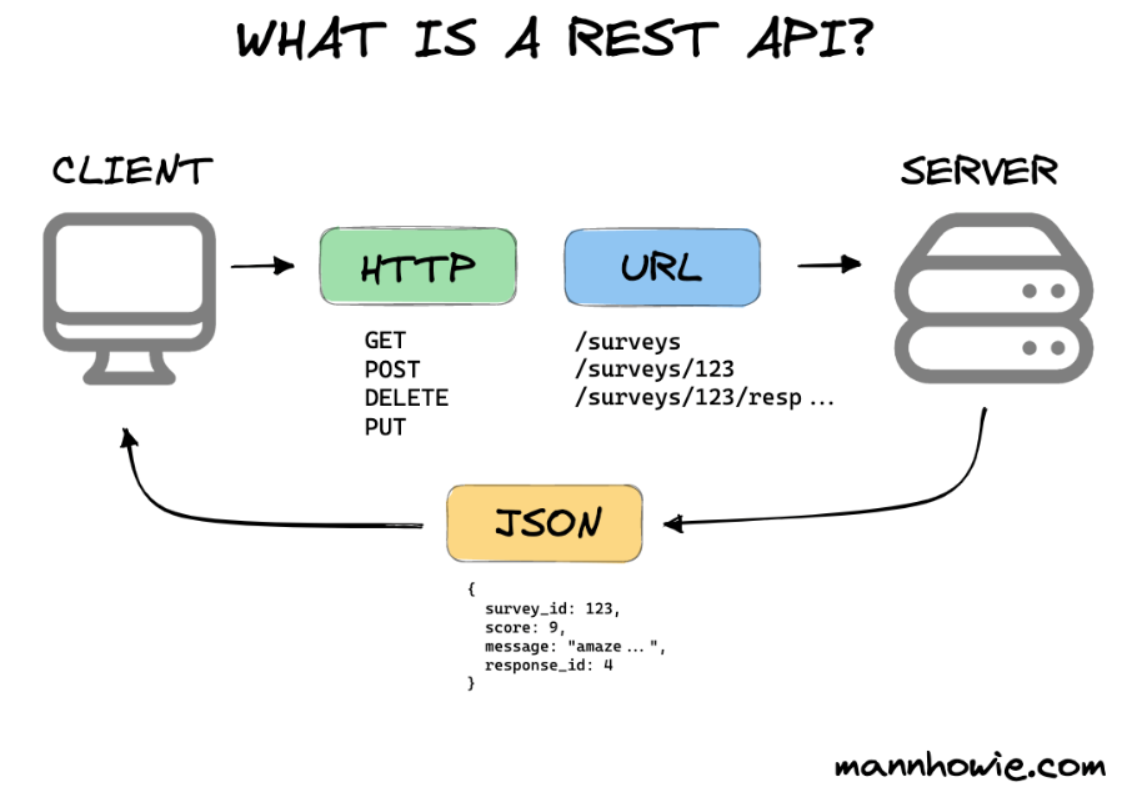 WHAT IS A REST API?
CLIENT
SERVER
HTTP
URL
GET
POST
DELETE
PUT
/surveys
/surveys/123
/surveys/123/resp...
JSON
{
survey_id: 123,
score: 9,
message: "amaze...",
response_id: 4
}
mannhowie.com